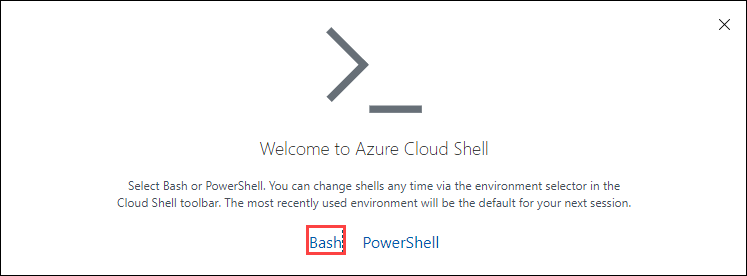 Welcome to Azure Cloud Shell
Select Bash or PowerShell. You can change shells any time via the environment selector in the
Cloud Shell toolbar. The most recently used environment will be the default for your next session.
Bash PowerShell